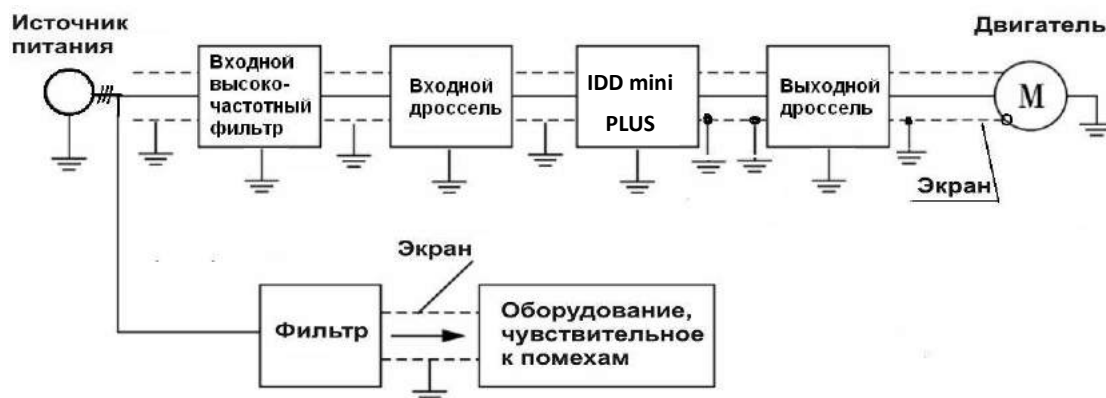 Источник
питания
Двигатель
Входной
высоко-
частотный
фильтр
Входной
дроссель
IDD mini
PLUS
Выходной
дроссель
М
Экран
Экран
Фильтр
Оборудование,
чувствительное
к помехам